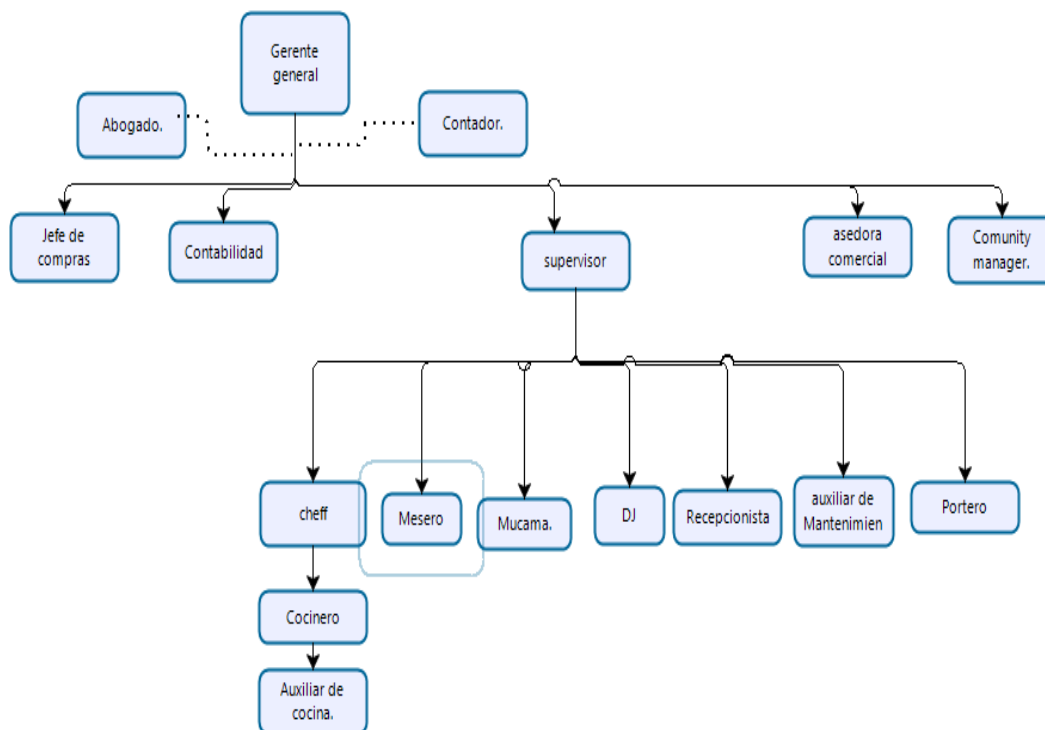 Gerente
general
Abogado.
Contador.
Jefe de
compras
Contabilidad
supervisor
asedora
comercial
Comunity
manager.
cheff
Mesero
Mucama.
DJ
Recepcionista
auxiliar de
Mantenimien
Portero
Cocinero
Auxiliar de
cocina.